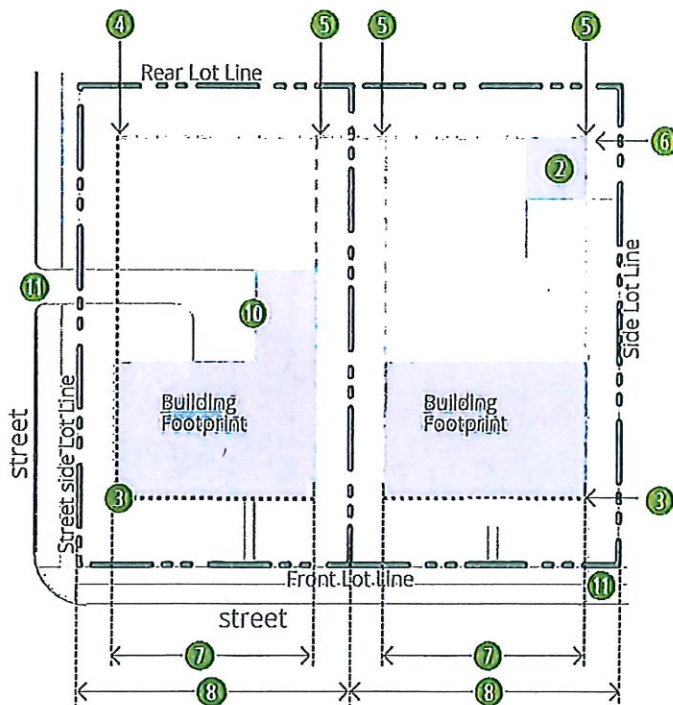 4
5
5
5
Rear Lot Line
6
2
Side Lot Line
11
10
Building
Footprint
Building
Footprint
street
Street side Lot Line
3
3
Front Lot Line
11
street
7
7
8
8